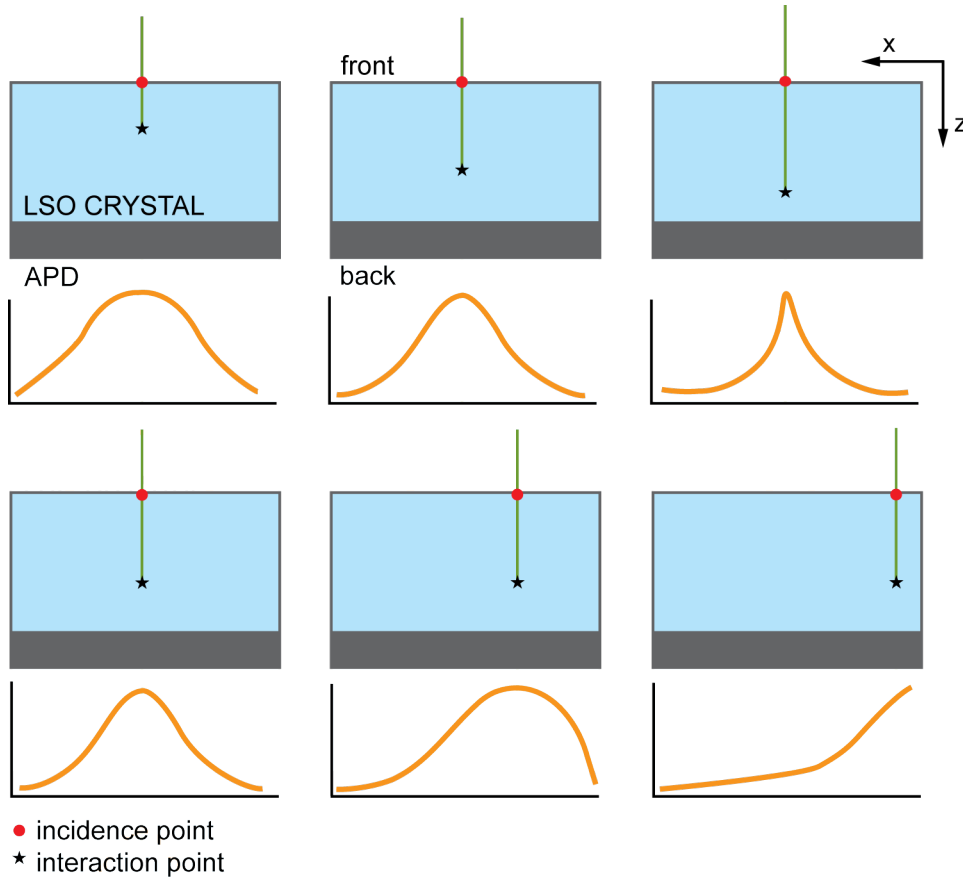 front
x
z
LSO CRYSTAL
APD
back
incidence point
interaction point